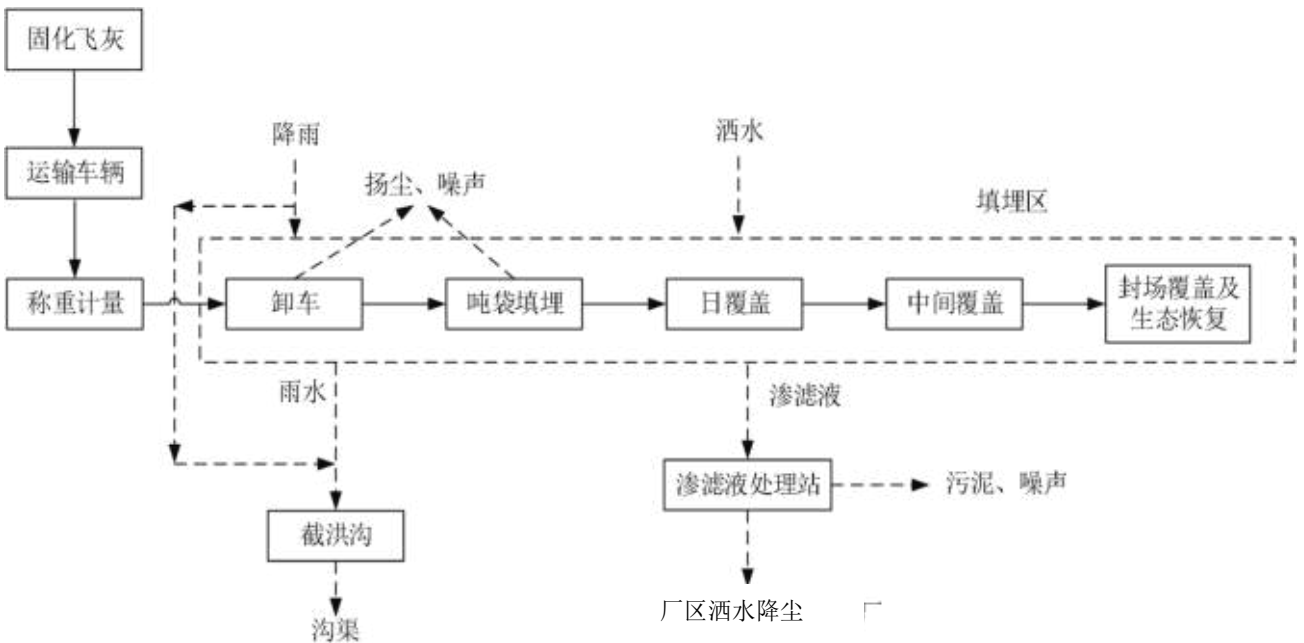 固化飞灰
降雨
洒水
运输车辆
扬尘、噪声
填埋区
称重计量
卸车
吨袋填埋
日覆盖
中间覆盖
封场覆盖及
生态恢复
雨水
渗滤液
渗滤液处理站
污泥、噪声
截洪沟
厂区洒水降尘
沟渠